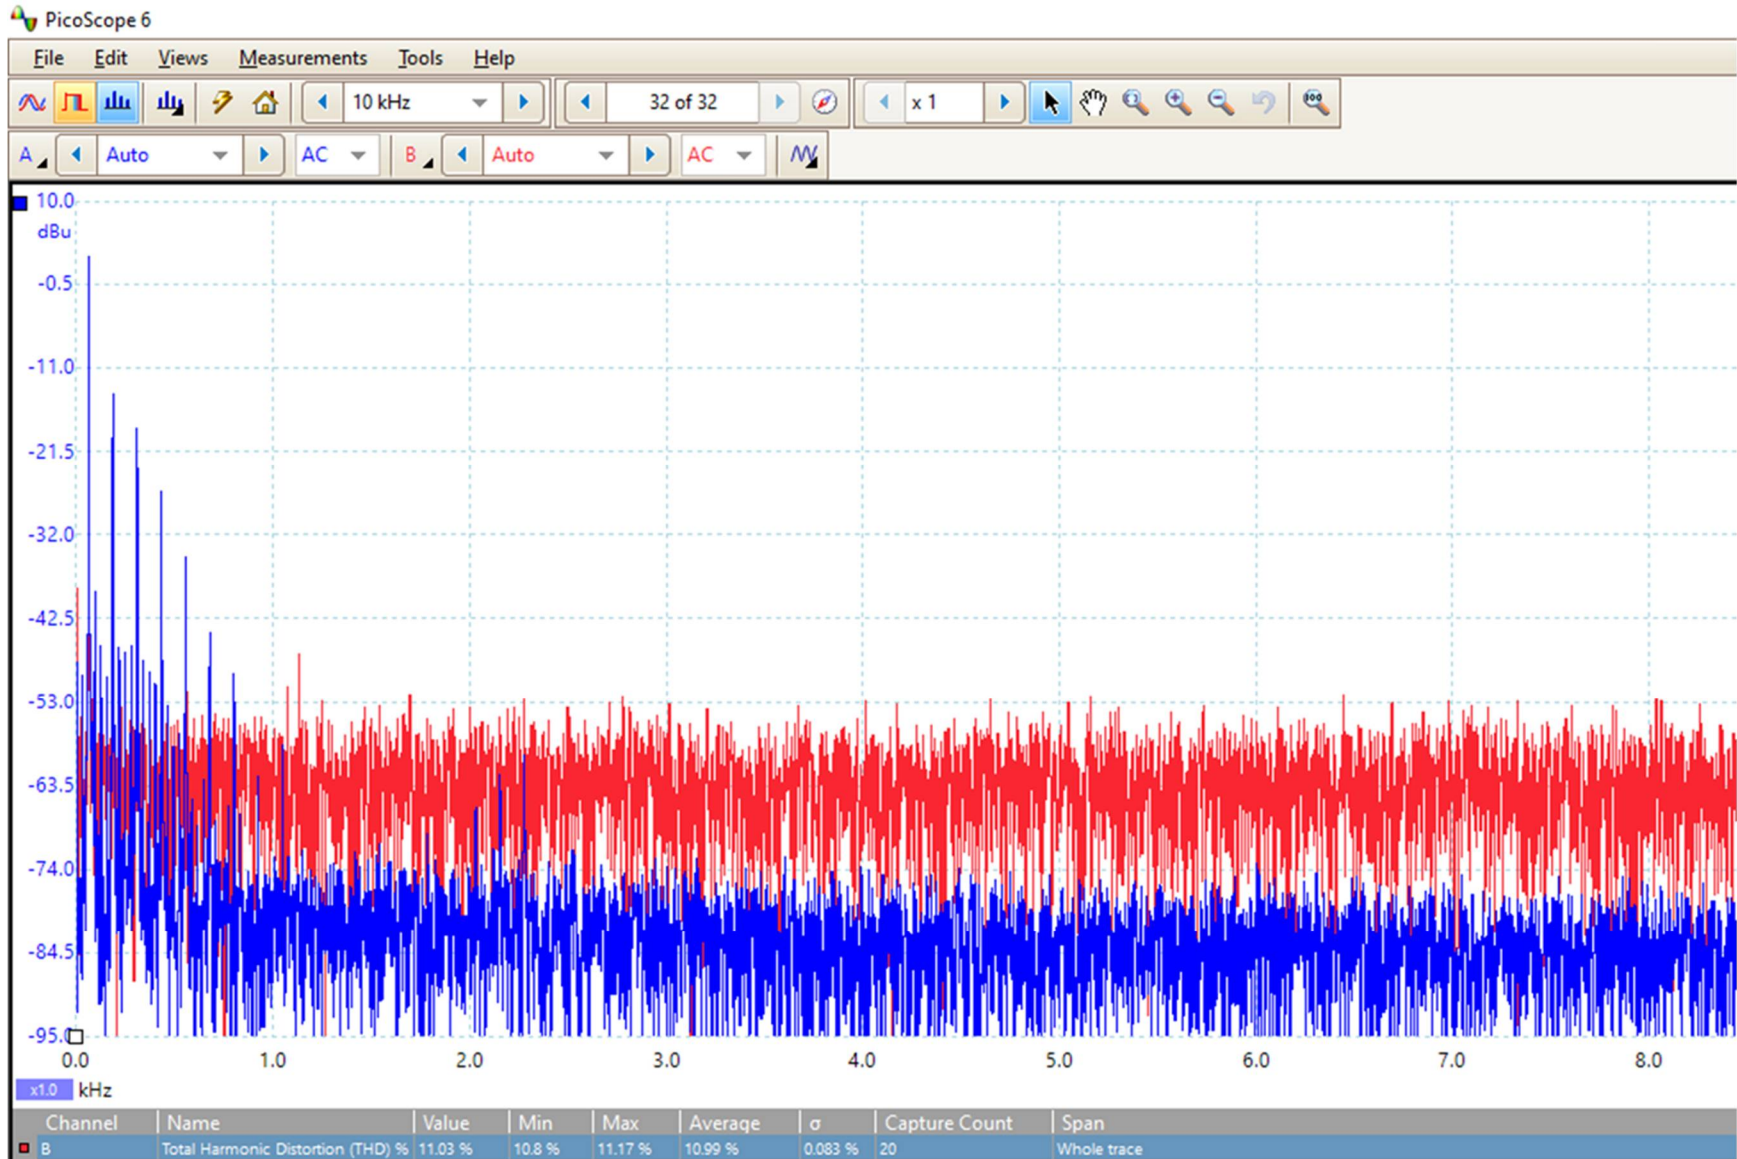 PicoScope 6
File Edit Views Measurements Tools Help
10 kHz 32 of 32 x 1
A Auto AC B Auto AC
10.0
dBu
-0.5
-11.0
-21.5
-32.0
-42.5
-53.0
-63.5
-74.0
-84.5
-95.0
0.0 1.0 2.0 3.0 4.0 5.0 6.0 7.0 8.0
x1.0 kHz
Channel Name Value Min Max Average σ Capture Count Span
B Total Harmonic Distortion (THD) % 11.03 % 10.8 % 11.17 % 10.99 % 0.083 % 20 Whole trace